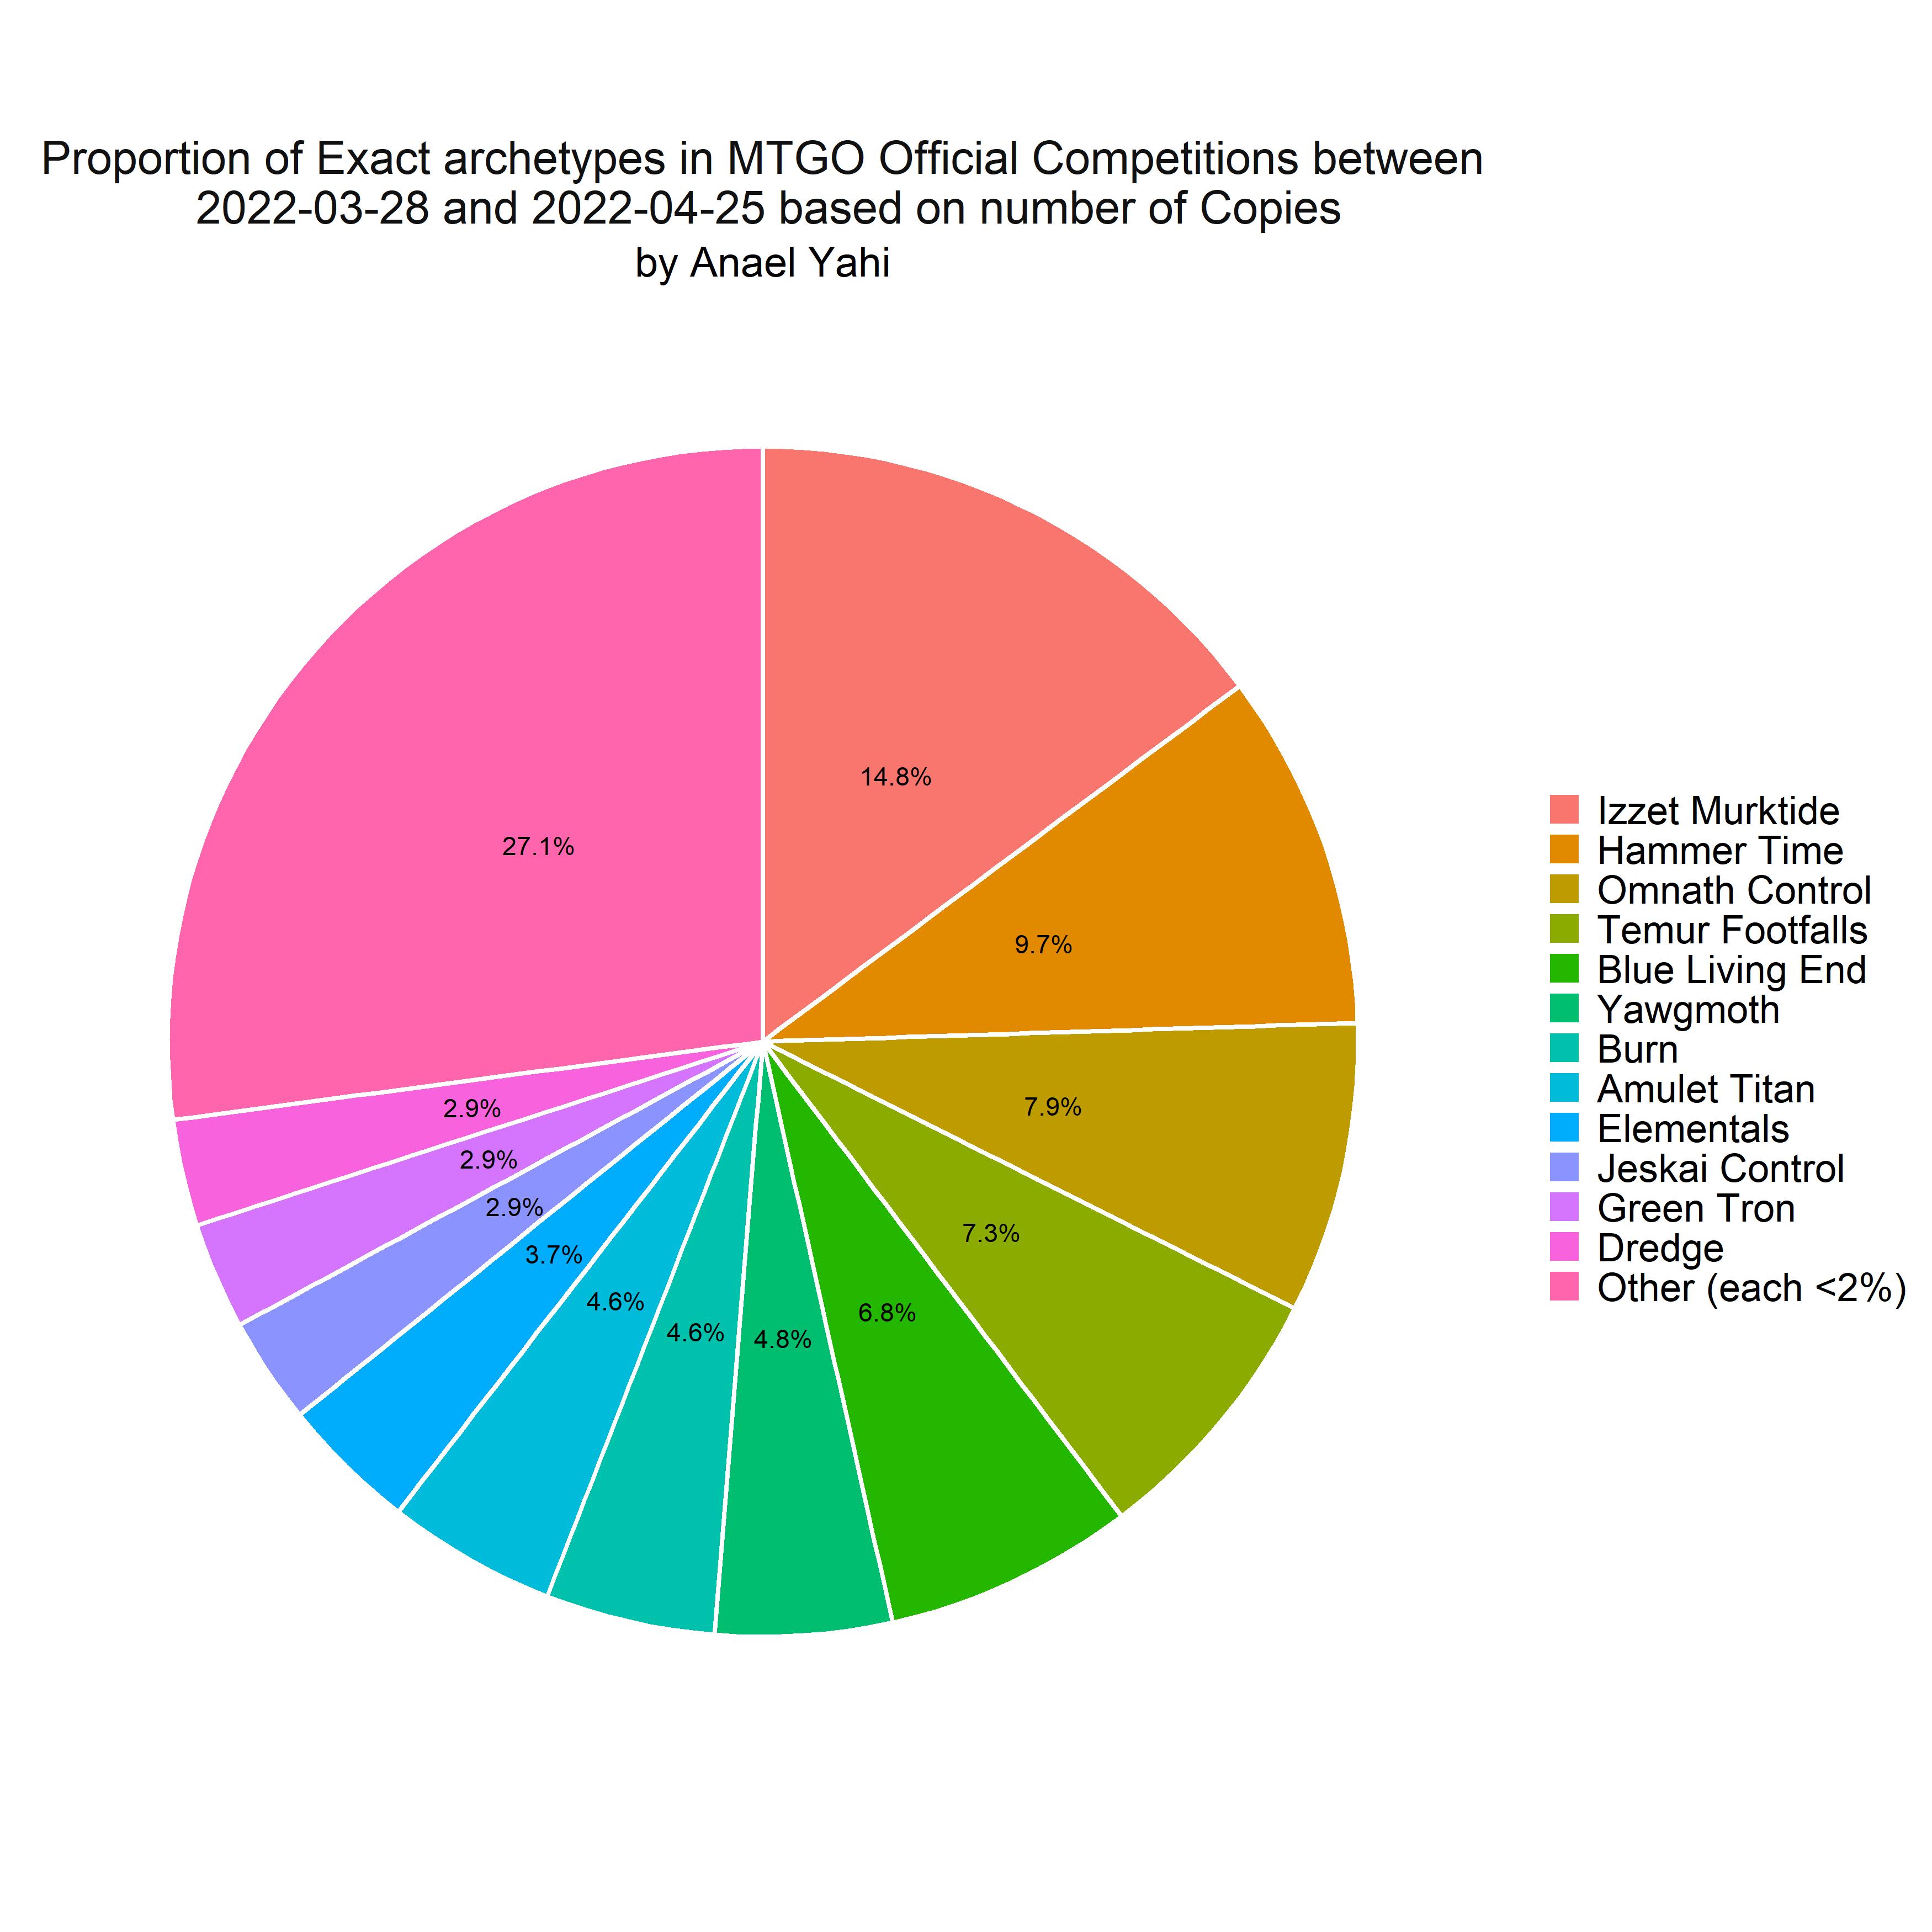 Proportion of Exact archetypes in MTGO Official Competitions between
2022-03-28 and 2022-04-25 based on number of Copies
by Anael Yahi
14.8%
27.1%
9.7%
7.9%
2.9%
2.9%
2.9%
7.3%
3.7%
4.6%
6.8%
4.6%
4.8%
Izzet Murktide
Hammer Time
Omnath Control
Temur Footfalls
Blue Living End
Yawgmoth
Burn
Amulet Titan
Elementals
Jeskai Control
Green Tron
Dredge
Other (each <2%)